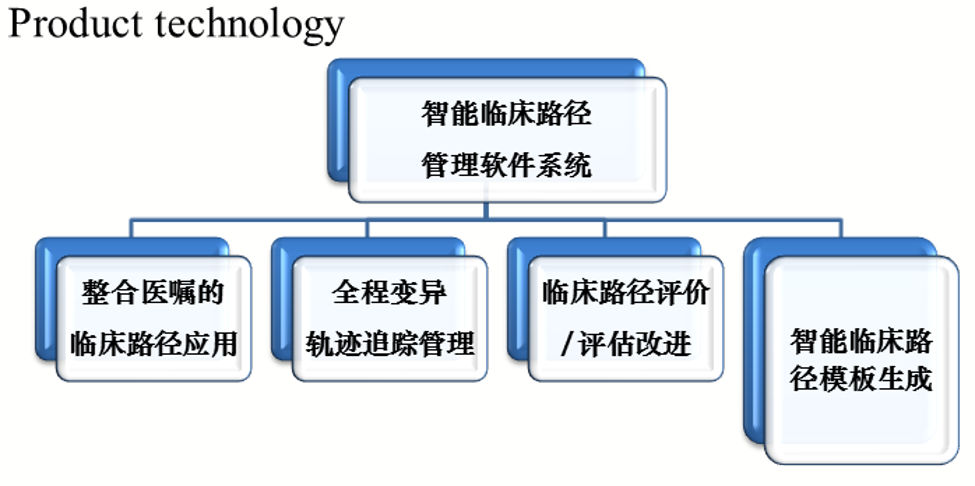 Product technology
智能临床路径
管理软件系统
整合医嘱的
临床路径应用
全程变异
轨迹追踪管理
临床路径评价
/评估改进
智能临床路
径模板生成